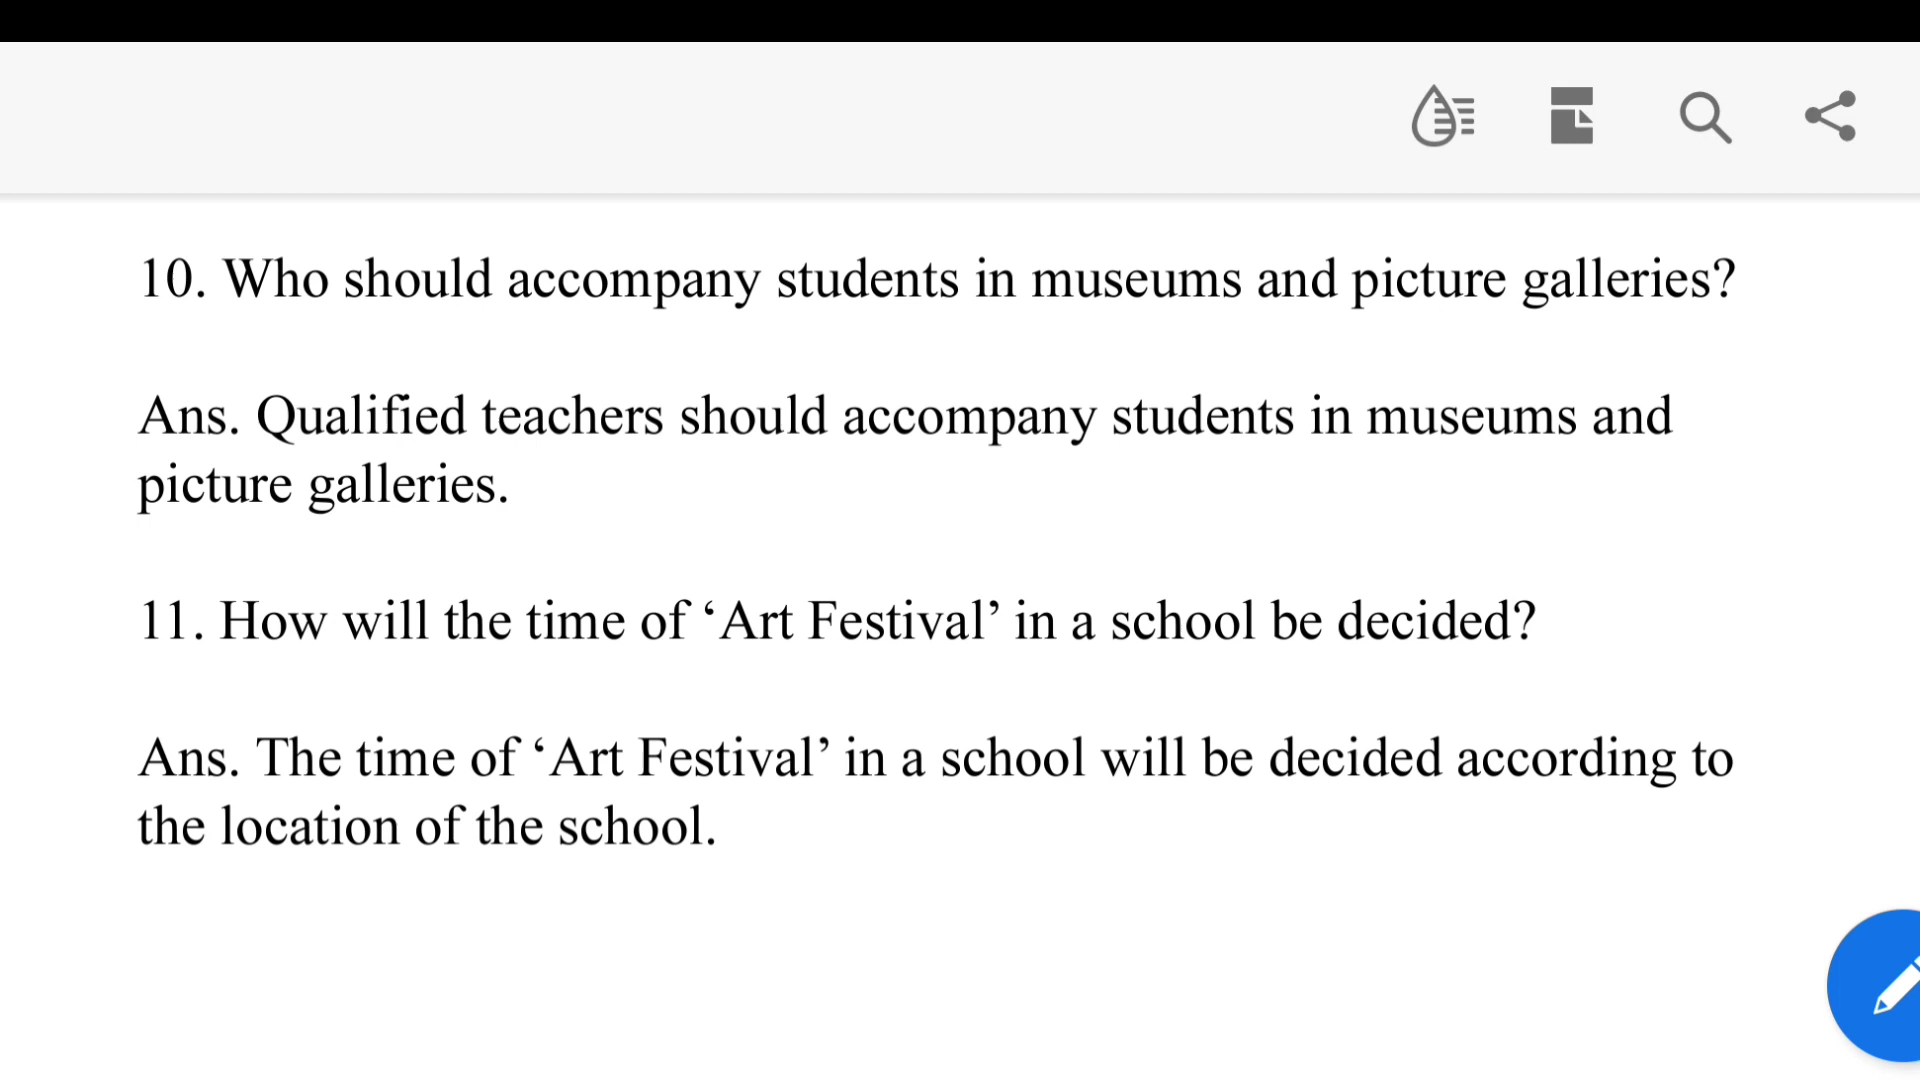 10. Who should accompany students in museums and picture galleries?
Ans. Qualified teachers should accompany students in museums and
picture galleries.
11. How will the time of ‘Art Festival’ in a school be decided?
Ans. The time of ‘Art Festival’ in a school will be decided according to
the location of the school.